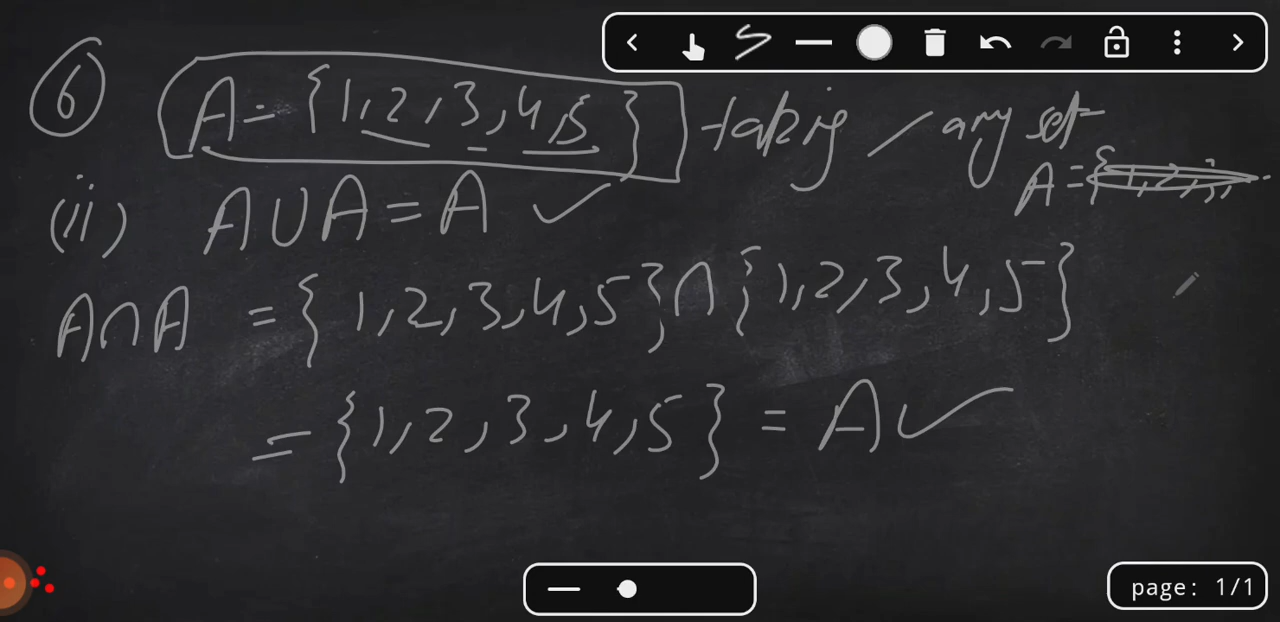 ⑥ A = {1,2,3,4,5} taking / any set
A = {1,2,3,
(ii) A∪A = A ✓
A∩A = {1,2,3,4,5}∩{1,2,3,4,5}
= {1,2,3,4,5} = A ✓
page: 1/1